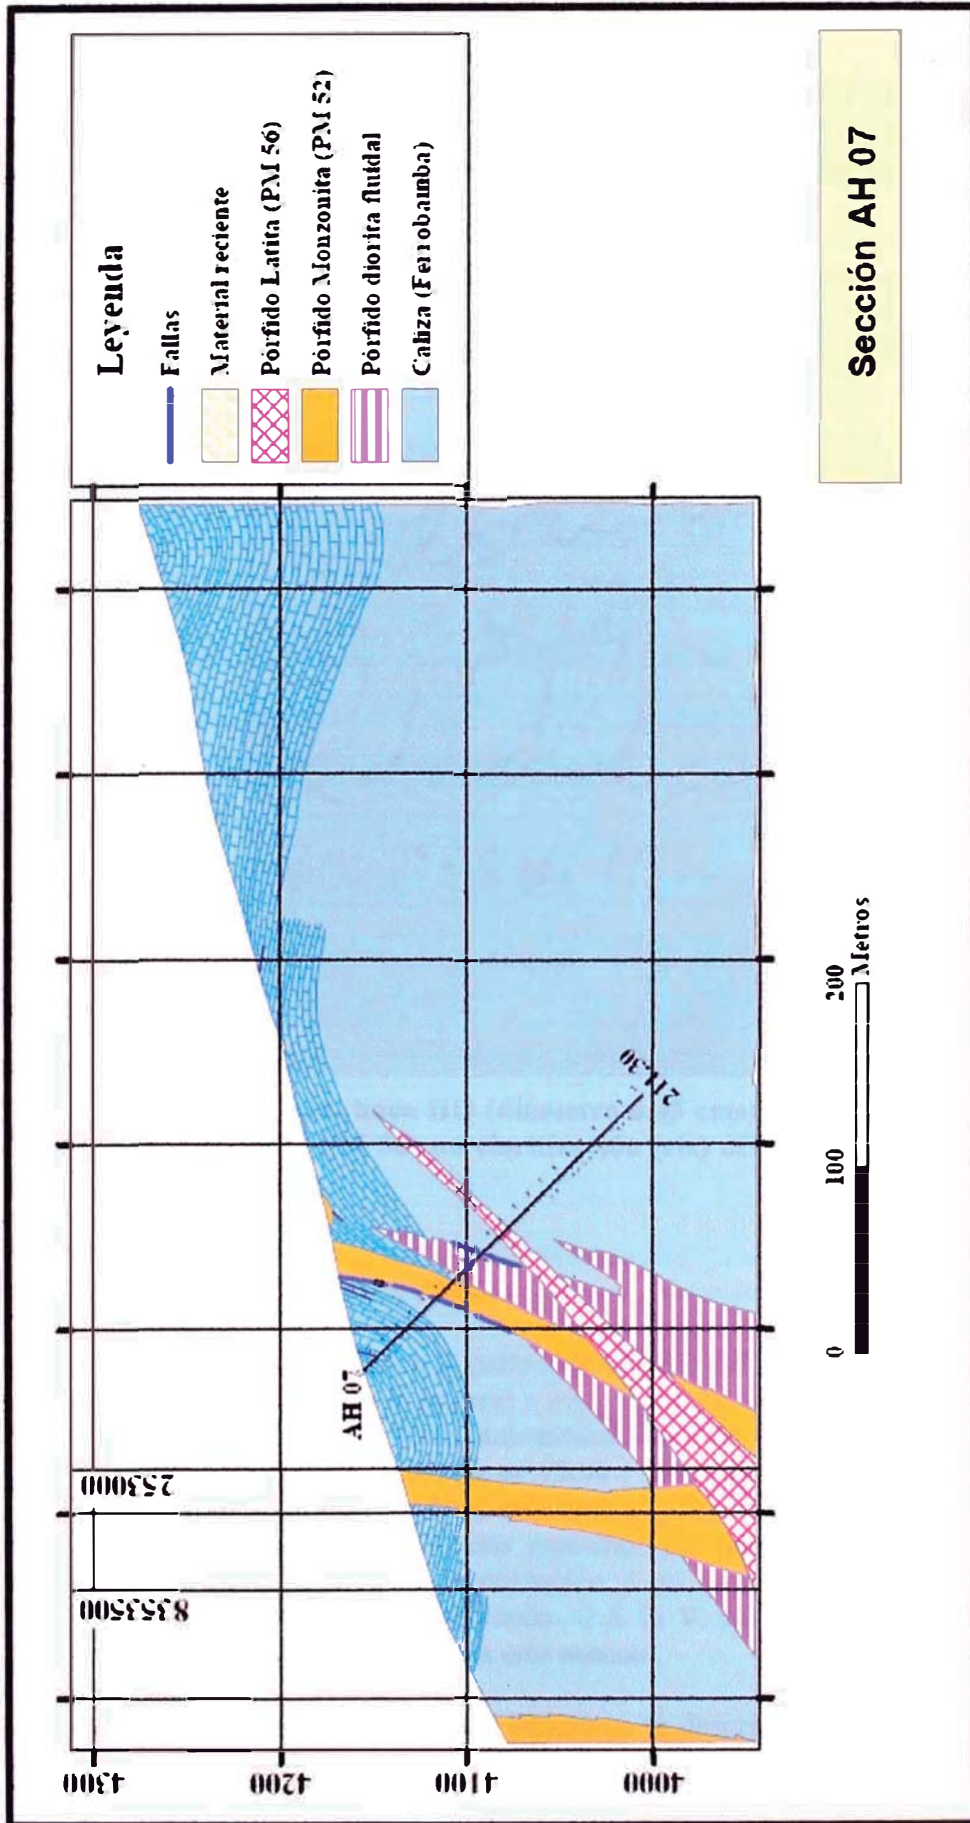 Leyenda
Fallas
Material reciente
Pórfido Latita (PM 56)
Pórfido Monzonita (PM 52)
Pórfido diorita fluidal
Caliza (Ferrobamba)
4300
4200
4100
4000
8353500
253000
AH 07
211.30
0 100 200
Metros
Sección AH 07